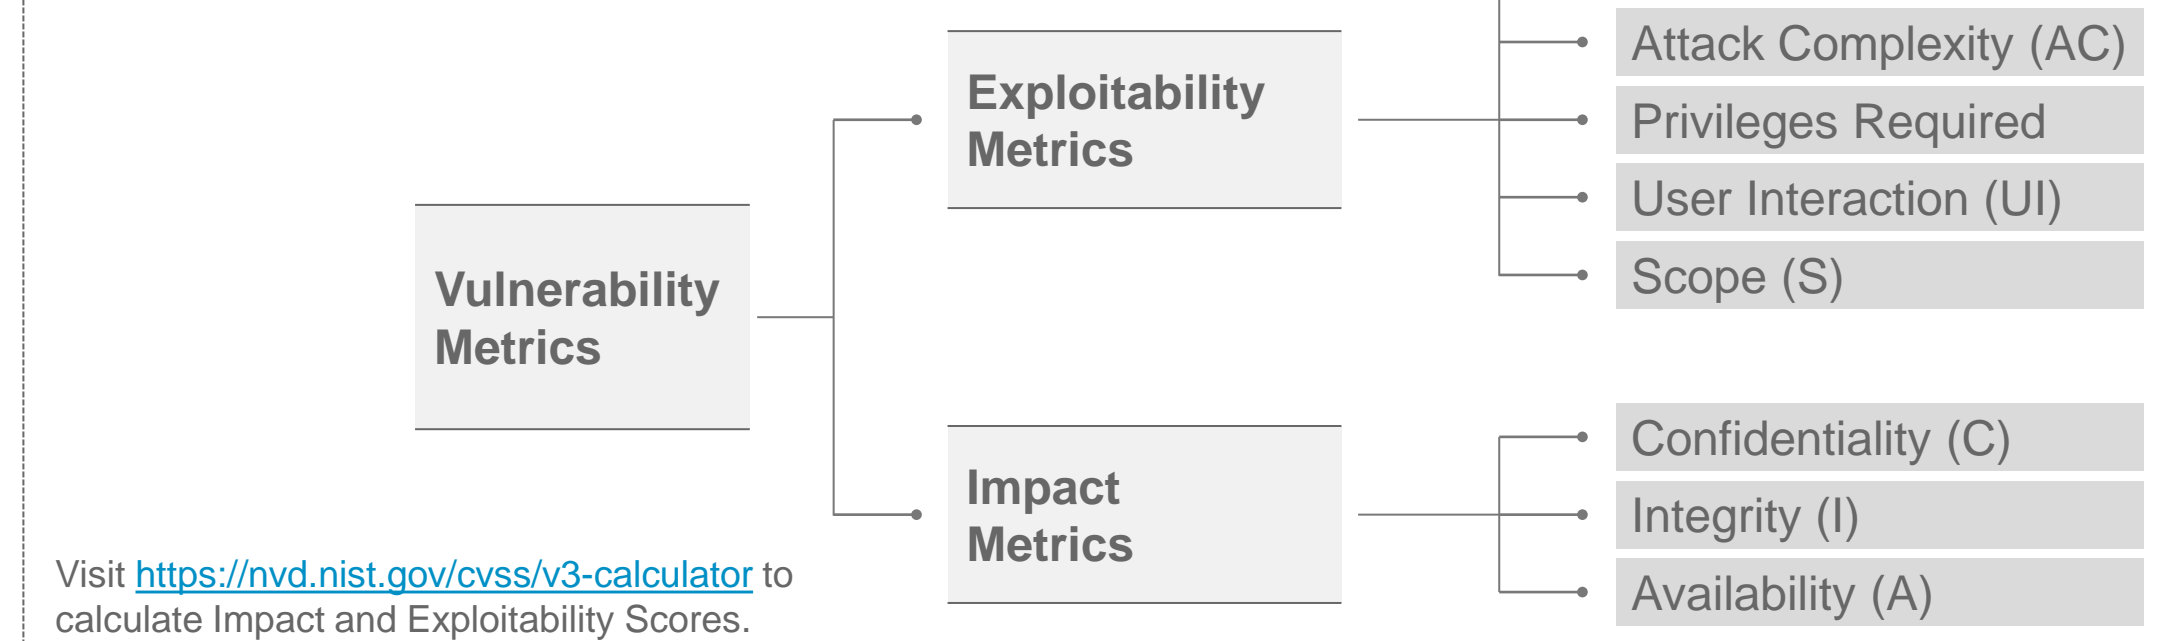 Attack Complexity (AC)
Exploitability
Metrics
Privileges Required
User Interaction (UI)
Scope (S)
Vulnerability
Metrics
Confidentiality (C)
Impact
Metrics
Integrity (I)
Availability (A)
Visit https://nvd.nist.gov/cvss/v3-calculator to
calculate Impact and Exploitability Scores.